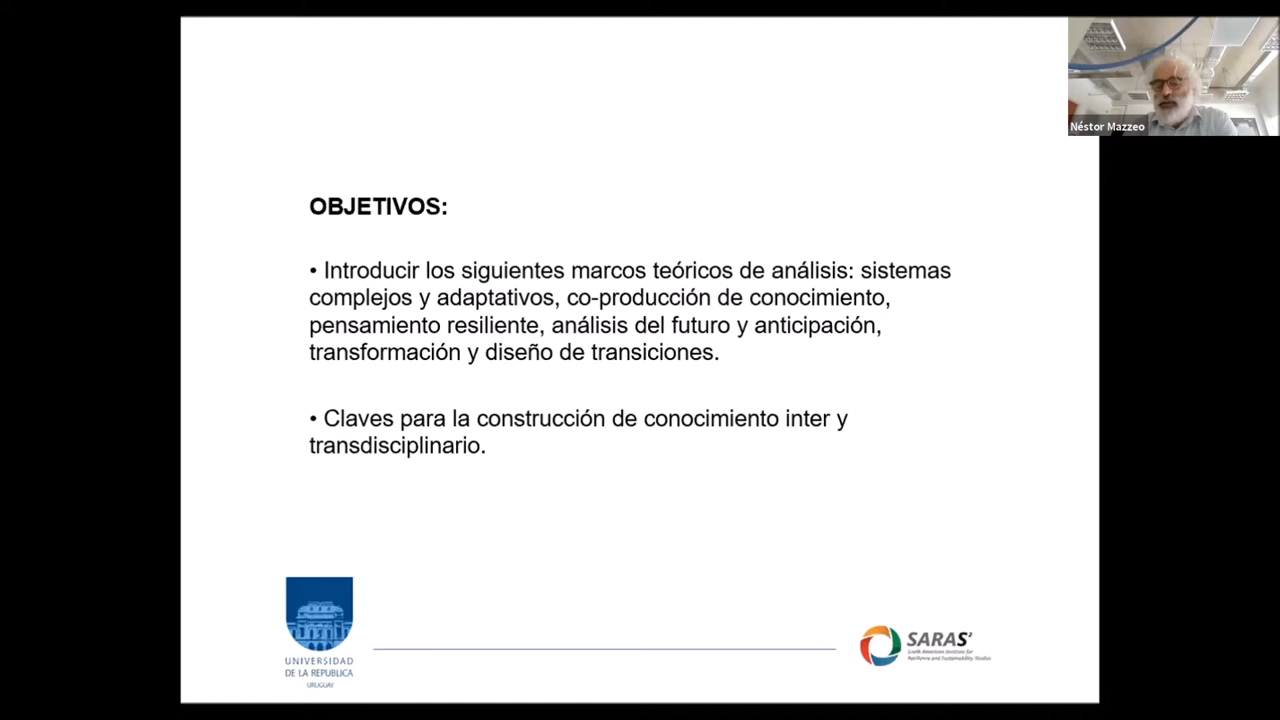 Néstor Mazzeo
OBJETIVOS:
• Introducir los siguientes marcos teóricos de análisis: sistemas
complejos y adaptativos, co-producción de conocimiento,
pensamiento resiliente, análisis del futuro y anticipación,
transformación y diseño de transiciones.
• Claves para la construcción de conocimiento inter y
transdisciplinario.
UNIVERSIDAD
DE LA REPUBLICA
URUGUAY
SARAS'
South American Institute for
Resilience and Sustainability Studies